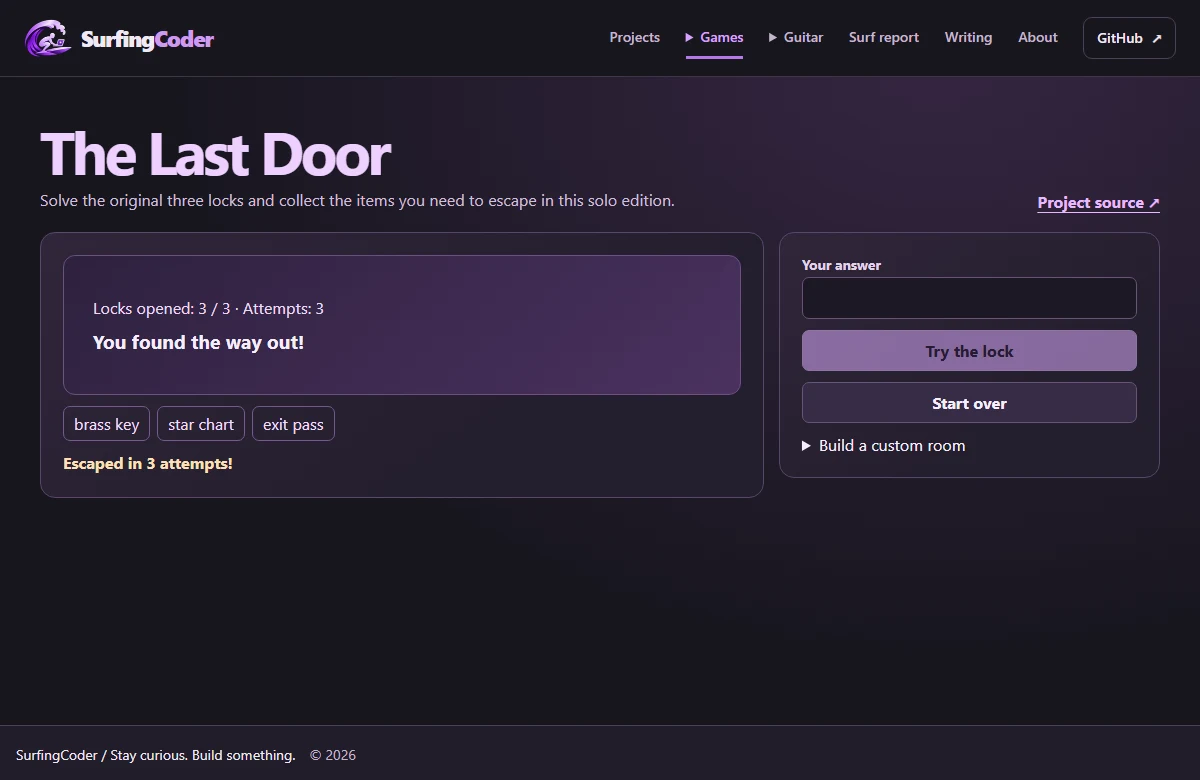 SurfingCoder
Projects
▶ Games
▶ Guitar
Surf report
Writing
About
GitHub ↗
The Last Door
Solve the original three locks and collect the items you need to escape in this solo edition.
Project source ↗
Locks opened: 3 / 3 · Attempts: 3
You found the way out!
brass key
star chart
exit pass
Escaped in 3 attempts!
Your answer
Try the lock
Start over
▶ Build a custom room
SurfingCoder / Stay curious. Build something. © 2026